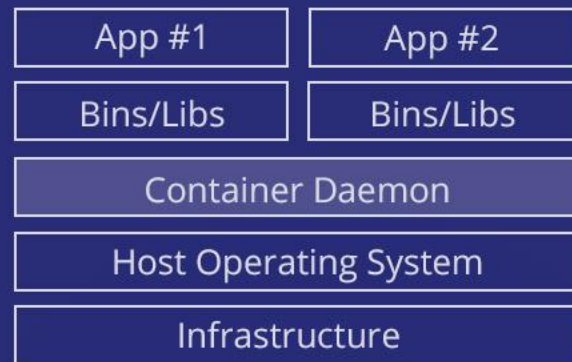 App #1 App #2
Bins/Libs Bins/Libs
Container Daemon
Host Operating System
Infrastructure